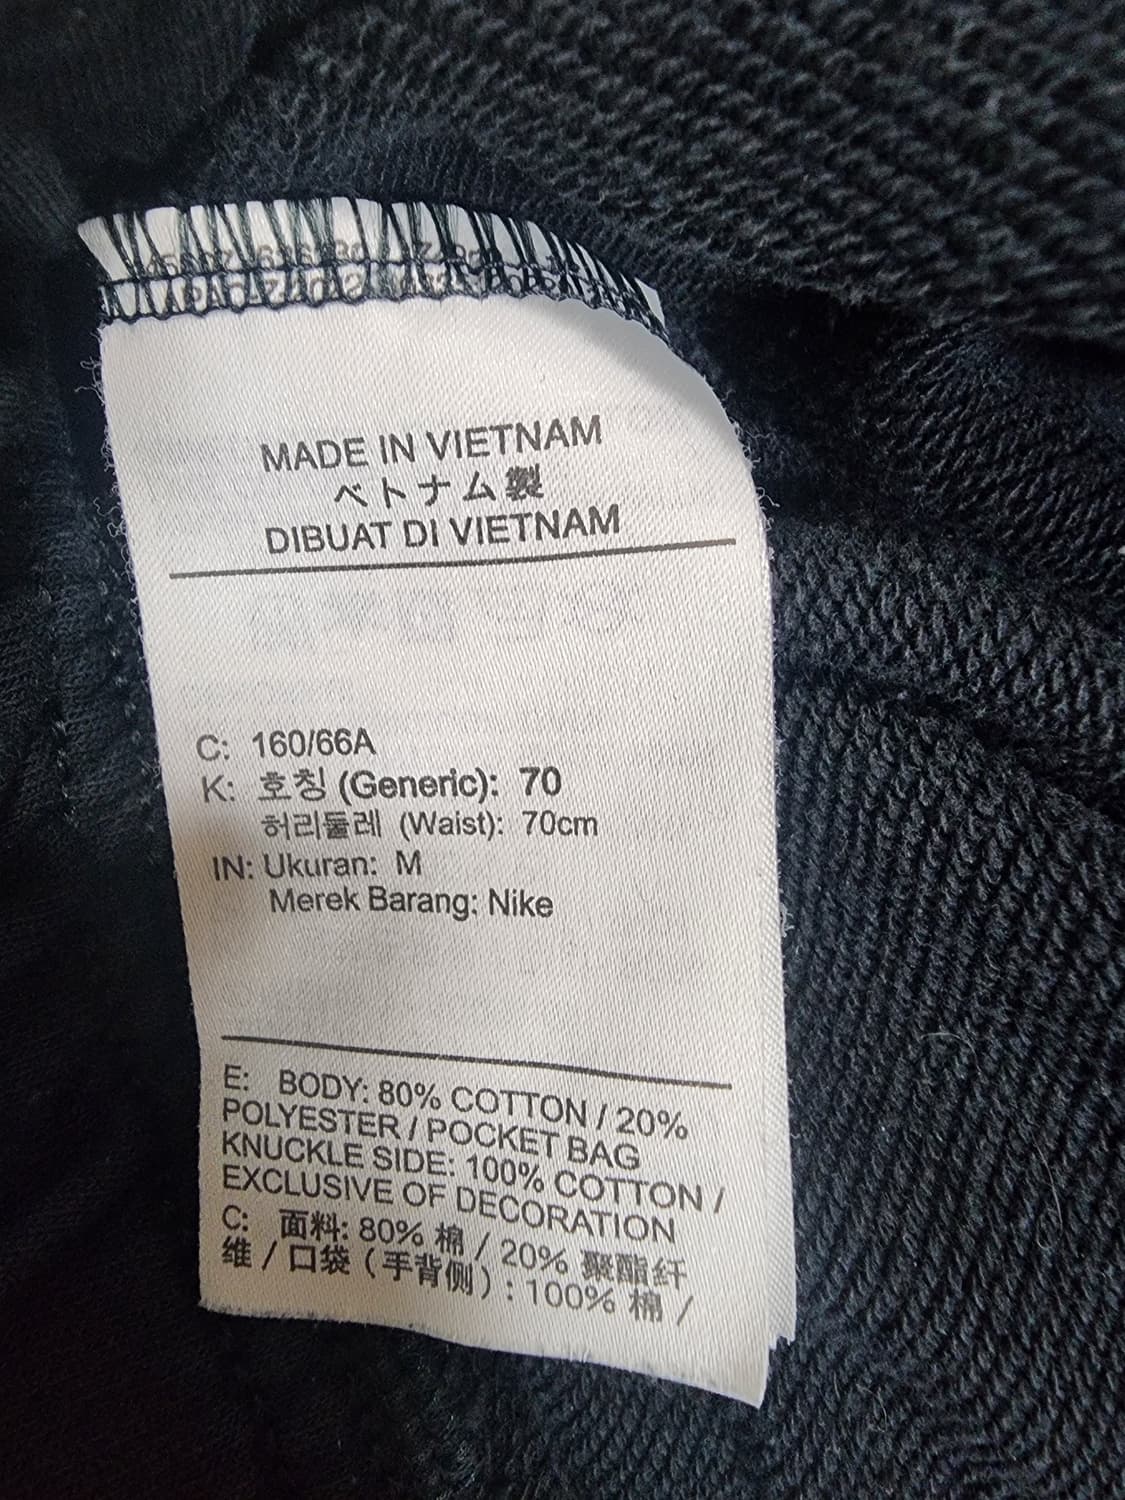 MADE IN VIETNAM
ベトナム製
DIBUAT DI VIETNAM
C: 160/66A
K: 호칭 (Generic): 70
허리둘레 (Waist): 70cm
IN: Ukuran: M
Merek Barang: Nike
E: BODY: 80% COTTON / 20%
POLYESTER / POCKET BAG
KNUCKLE SIDE: 100% COTTON /
EXCLUSIVE OF DECORATION
C: 面料: 80% 棉 / 20% 聚酯纤
维 / 口袋 (手背侧) : 100% 棉 /